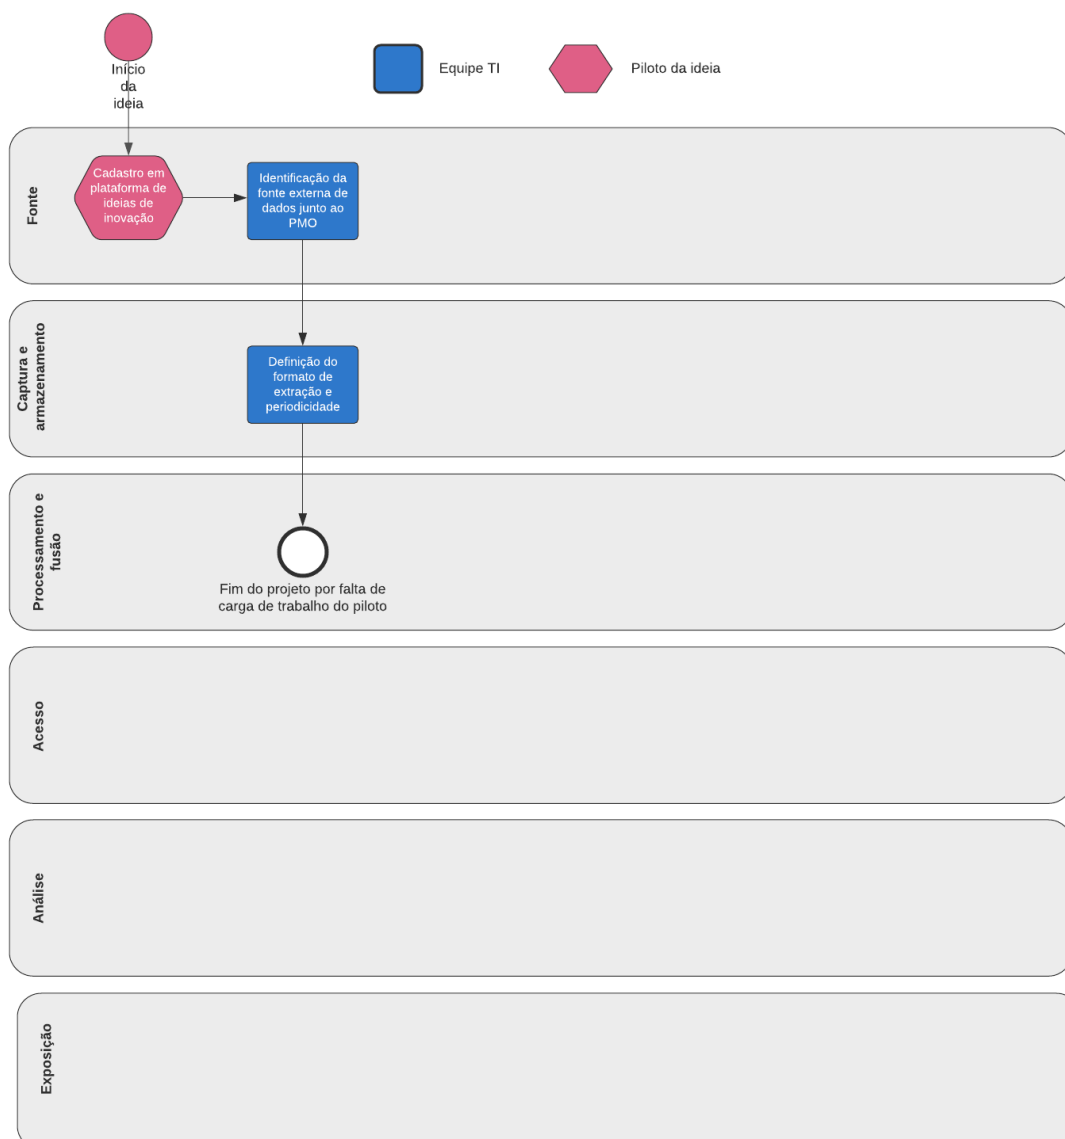 Início
da
ideia
Equipe TI
Piloto da ideia
Fonte
Cadastro em
plataforma de
ideias de
inovação
Identificação da
fonte externa de
dados junto ao
PMO
Captura e
armazenamento
Definição do
formato de
extração e
periodicidade
Processamento e
fusão
Fim do projeto por falta de
carga de trabalho do piloto
Acesso
Análise
Exposição